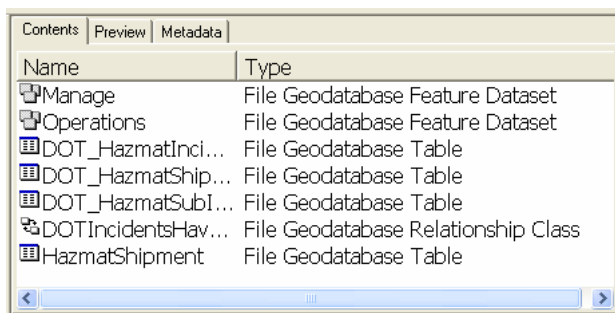 Contents Preview Metadata
Name Type
Manage File Geodatabase Feature Dataset
Operations File Geodatabase Feature Dataset
DOT_HazmatInci... File Geodatabase Table
DOT_HazmatShip... File Geodatabase Table
DOT_HazmatSubI... File Geodatabase Table
DOTIncidentsHav... File Geodatabase Relationship Class
HazmatShipment File Geodatabase Table